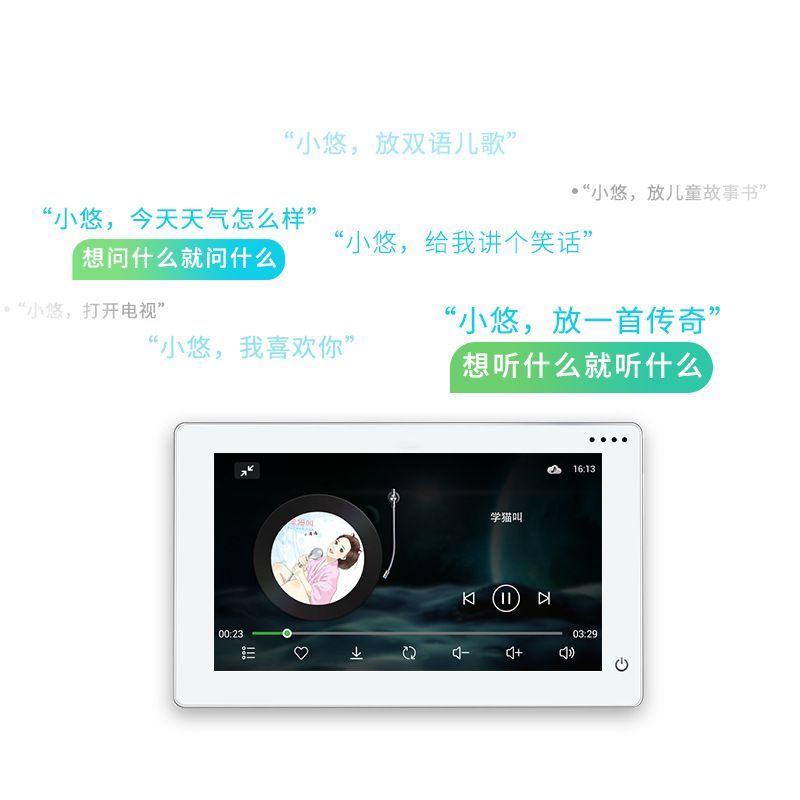 “小悠，放双语儿歌”
•“小悠，放儿童故事书”
“小悠，今天天气怎么样”
想问什么就问什么
“小悠，给我讲个笑话”
•“小悠，打开电视”
“小悠，放一首传奇”
“小悠，我喜欢你”
想听什么就听什么
16:13
学猫叫
学猫叫
00:23
03:29